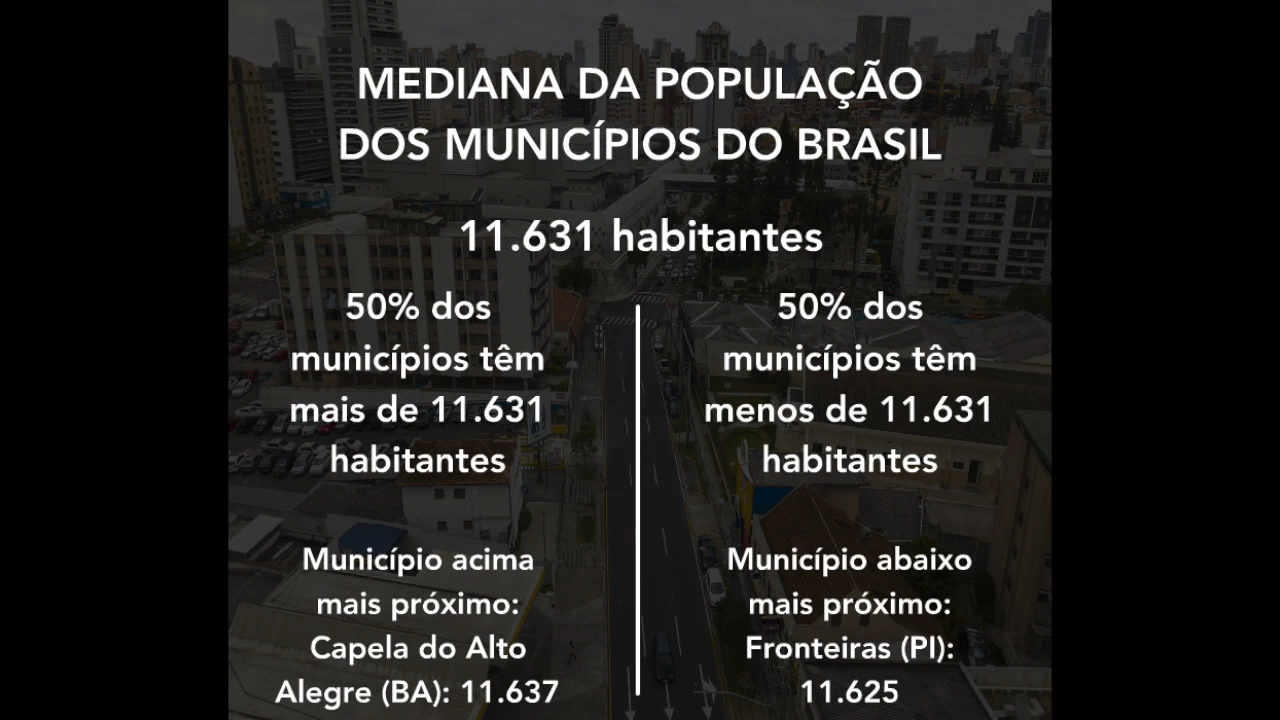 MEDIANA DA POPULAÇÃO
DOS MUNICÍPIOS DO BRASIL
11.631 habitantes
50% dos
municípios têm
mais de 11.631
habitantes
Município acima
mais próximo:
Capela do Alto
Alegre (BA): 11.637
50% dos
municípios têm
menos de 11.631
habitantes
Município abaixo
mais próximo:
Fronteiras (PI):
11.625